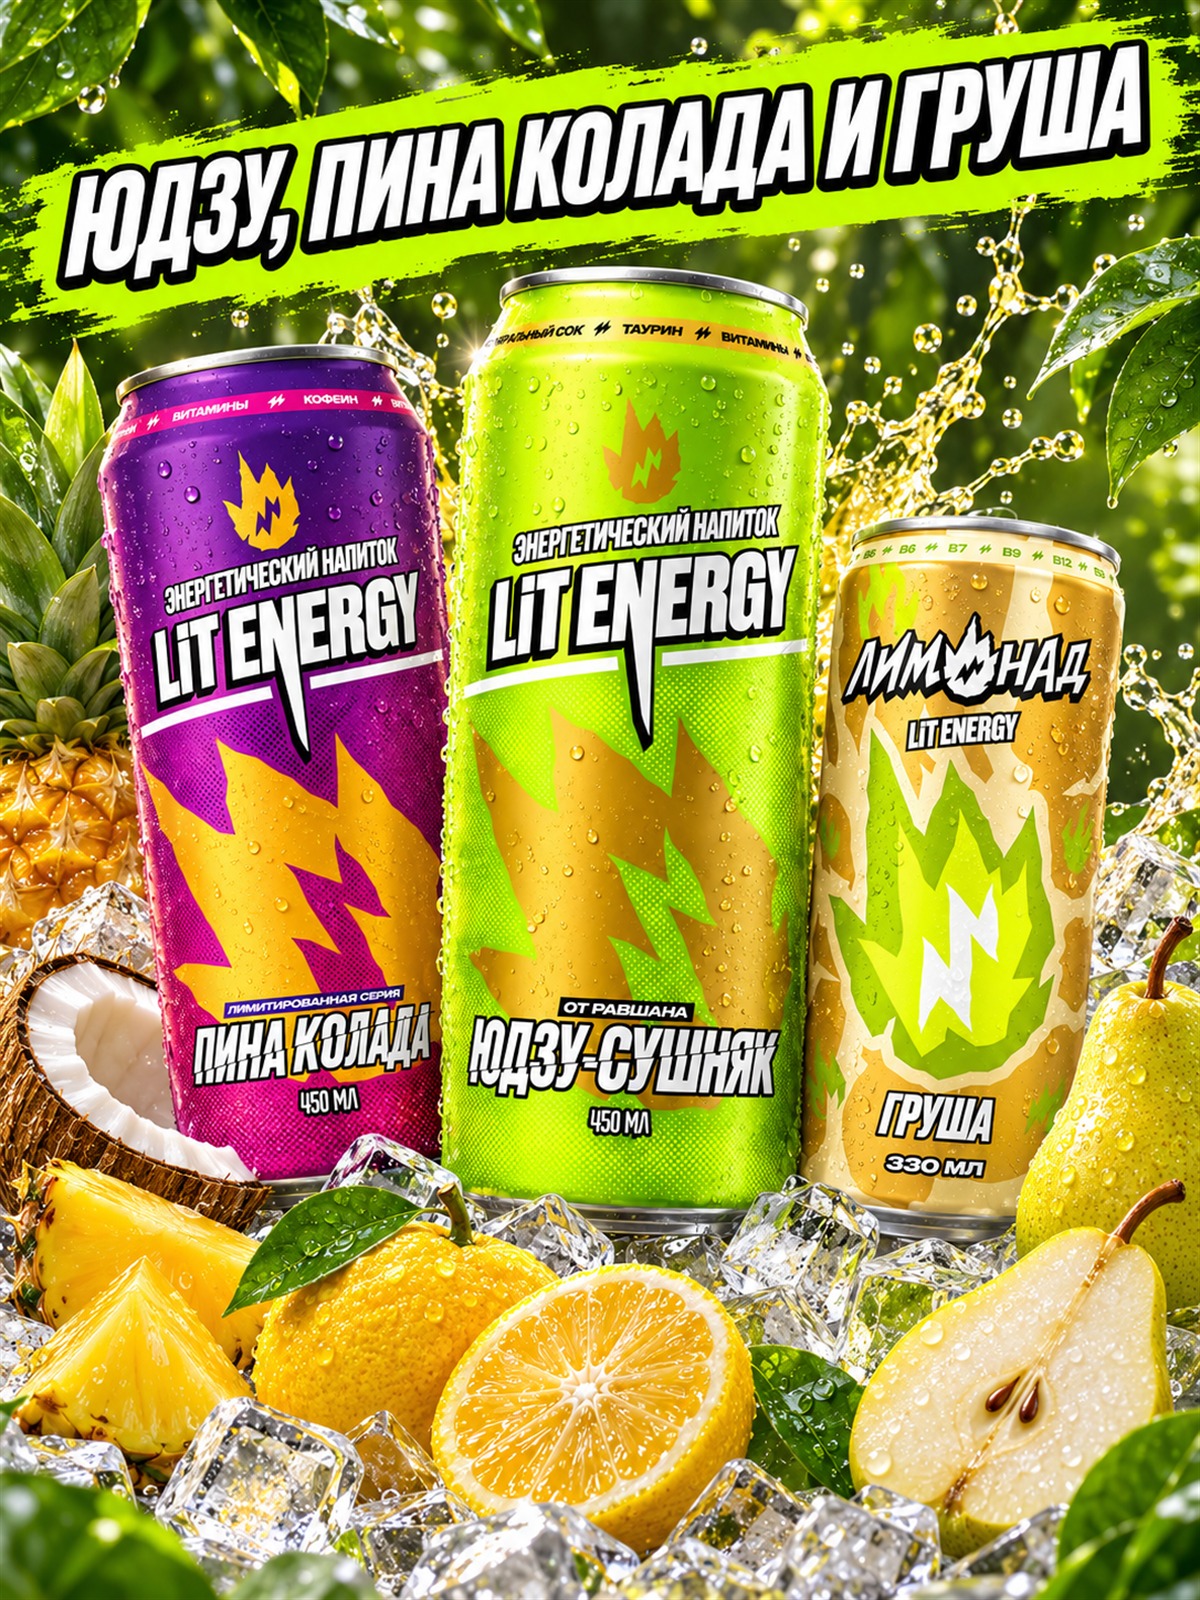 ЮДЗУ, ПИНА КОЛАДА И ГРУША
ВИТАМИНЫ КОФЕИН
ЭНЕРГЕТИЧЕСКИЙ НАПИТОК
LiT ENERGY
ЛИМИТИРОВАННАЯ СЕРИЯ
ПИНА КОЛАДА
450 МЛ
СОК ТАУРИН ВИТАМИНЫ
ЭНЕРГЕТИЧЕСКИЙ НАПИТОК
LiT ENERGY
ОТ РАВШАНА
ЮДЗУ-СУШНЯК
450 МЛ
B6 B7 B9 B12
ЛИМОНАД
LiT ENERGY
ГРУША
330 МЛ